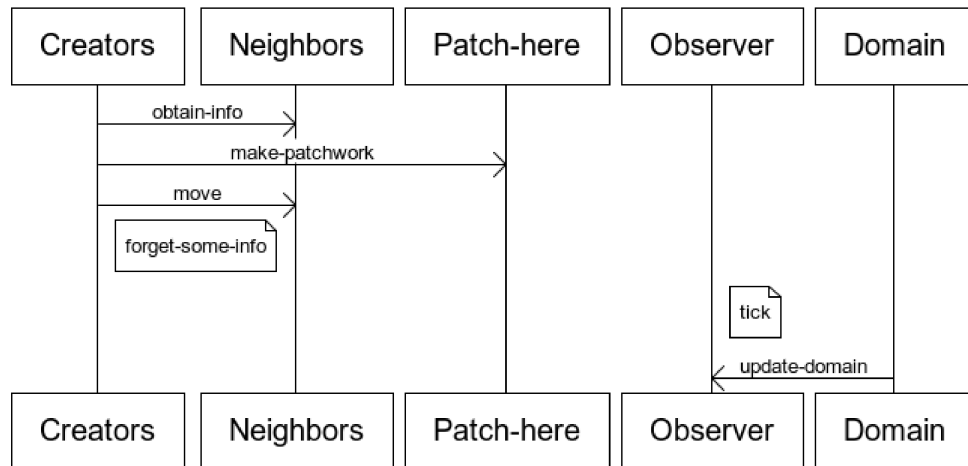 Creators
Neighbors
Patch-here
Observer
Domain
obtain-info
make-patchwork
move
forget-some-info
tick
update-domain
Creators
Neighbors
Patch-here
Observer
Domain